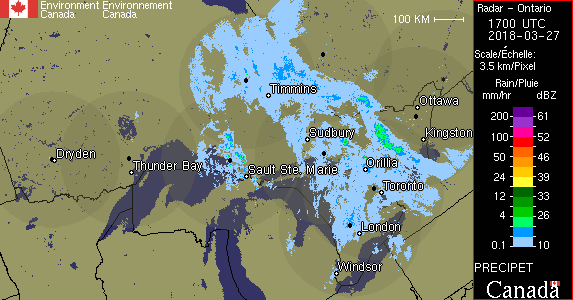 Environment Environnement
Canada Canada
100 KM
Timmins
Ottawa
Sudbury
Kingston
Dryden
Thunder Bay
Sault Ste. Marie
Orillia
Toronto
London
Windsor
Radar - Ontario
1700 UTC
2018-03-27
Scale/Échelle:
3.5 km/Pixel
Rain/Pluie
mm/hr dBZ
200 61
100 52
50 46
24 39
12 33
4 26
0.1 10
PRECIPET
Canada